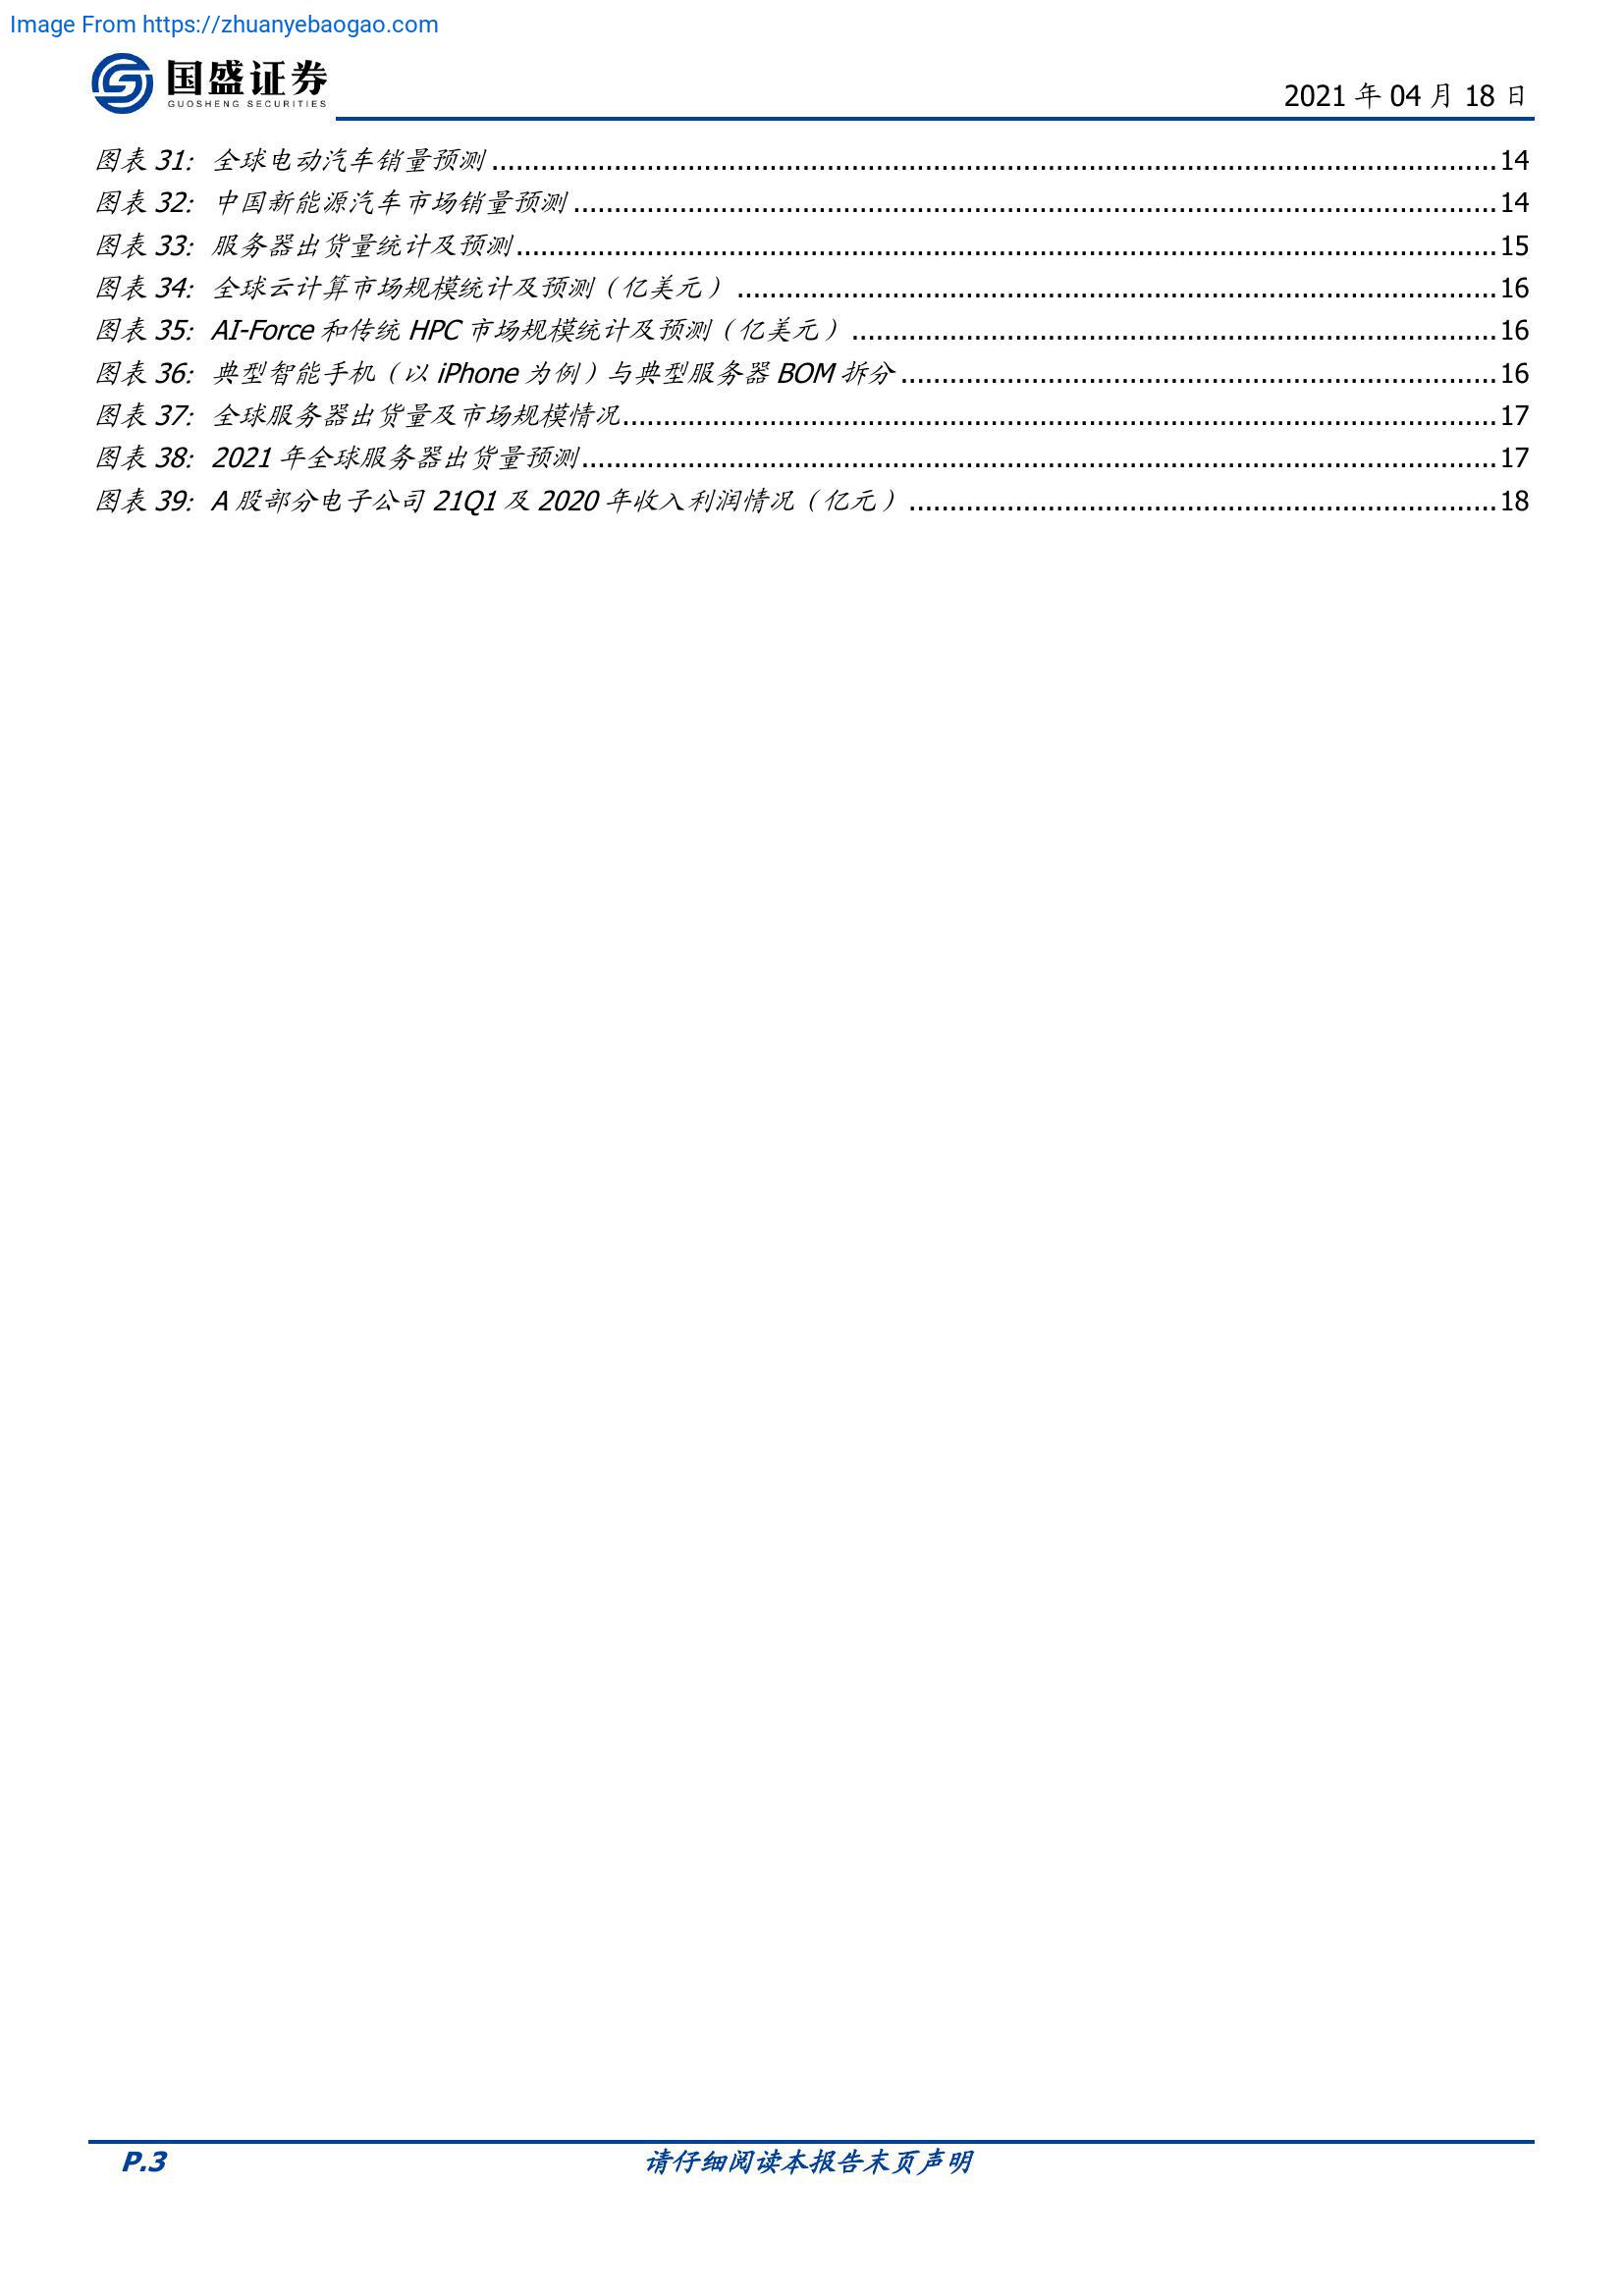 Image From https://zhuanyebaogao.com
国盛证券
GUOSHENG SECURITIES
2021 年 04 月 18 日
图表 31: 全球电动汽车销量预测 ........................................ 14
图表 32: 中国新能源汽车市场销量预测 ........................................ 14
图表 33: 服务器出货量统计及预测 ........................................ 15
图表 34: 全球云计算市场规模统计及预测（亿美元） ........................................ 16
图表 35: AI-Force 和传统 HPC 市场规模统计及预测（亿美元） ........................................ 16
图表 36: 典型智能手机（以 iPhone 为例）与典型服务器 BOM 拆分 ........................................ 16
图表 37: 全球服务器出货量及市场规模情况 ........................................ 17
图表 38: 2021 年全球服务器出货量预测 ........................................ 17
图表 39: A 股部分电子公司 21Q1 及 2020 年收入利润情况（亿元） ........................................ 18
P.3
请仔细阅读本报告末页声明